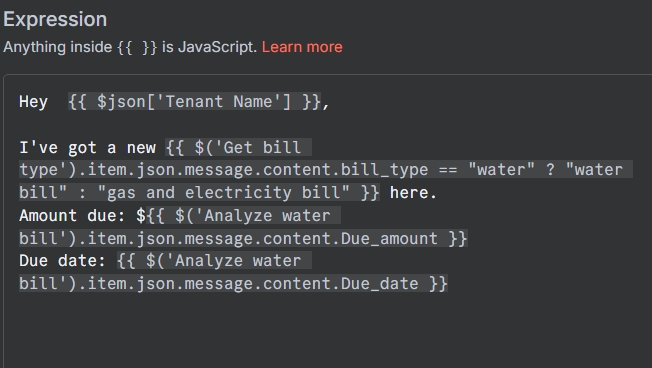 Expression
Anything inside {{ }} is JavaScript. Learn more
Hey  {{ $json['Tenant Name'] }},
I've got a new {{ $('Get bill
type').item.json.message.content.bill_type == "water" ? "water
bill" : "gas and electricity bill" }} here.
Amount due: ${{ $('Analyze water
bill').item.json.message.content.Due_amount }}
Due date: {{ $('Analyze water
bill').item.json.message.content.Due_date }}